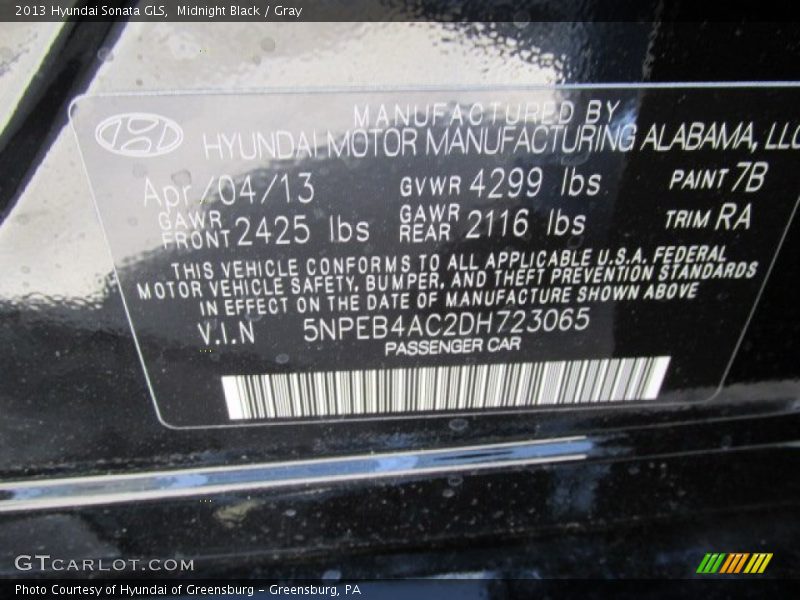 2013 Hyundai Sonata GLS, Midnight Black / Gray
MANUFACTURED BY
HYUNDAI MOTOR MANUFACTURING ALABAMA, LLC
Apr/04/13 GVWR 4299 lbs PAINT 7B
GAWR FRONT 2425 lbs GAWR REAR 2116 lbs TRIM RA
THIS VEHICLE CONFORMS TO ALL APPLICABLE U.S.A. FEDERAL
MOTOR VEHICLE SAFETY, BUMPER, AND THEFT PREVENTION STANDARDS
IN EFFECT ON THE DATE OF MANUFACTURE SHOWN ABOVE
V.I.N 5NPEB4AC2DH723065
PASSENGER CAR
GTCARLOT.COM
Photo Courtesy of Hyundai of Greensburg - Greensburg, PA